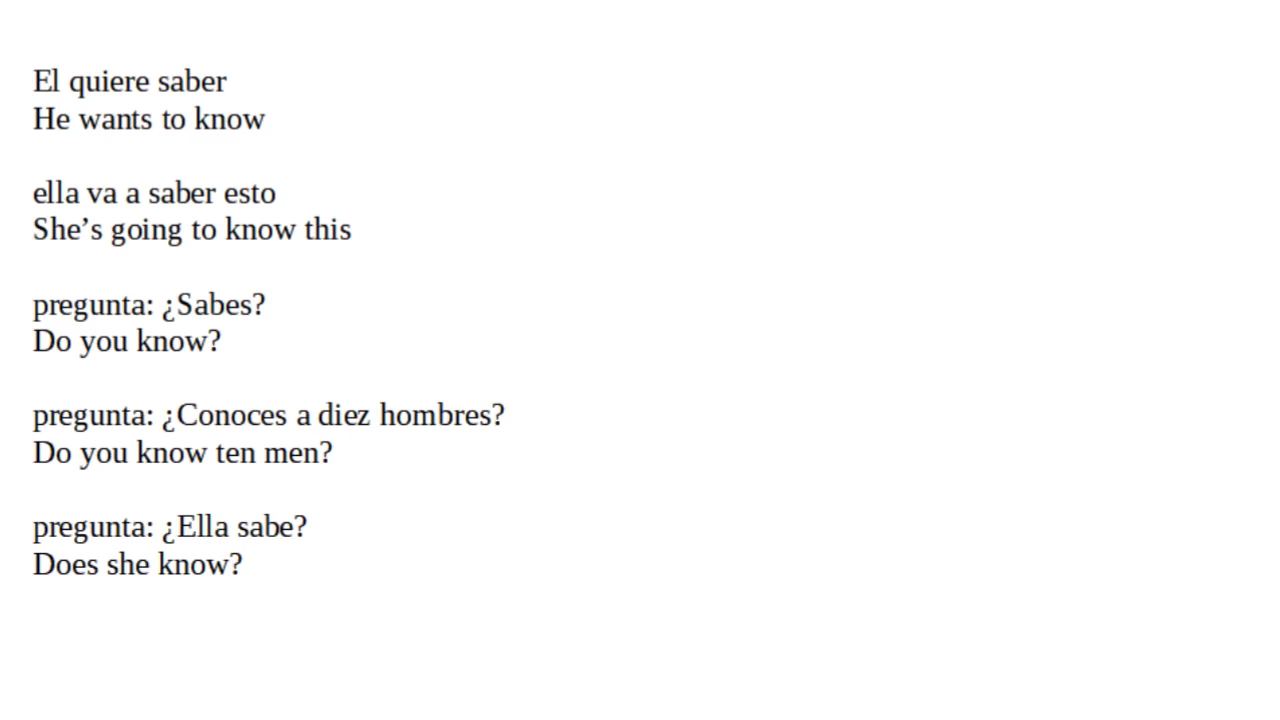 El quiere saber
He wants to know
ella va a saber esto
She’s going to know this
pregunta: ¿Sabes?
Do you know?
pregunta: ¿Conoces a diez hombres?
Do you know ten men?
pregunta: ¿Ella sabe?
Does she know?